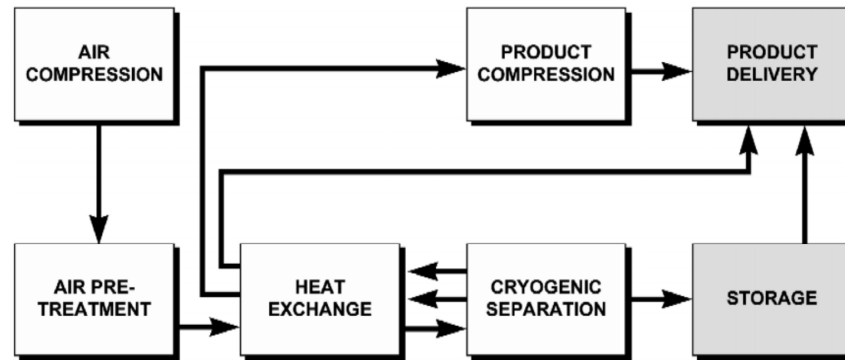 AIR
COMPRESSION
PRODUCT
COMPRESSION
PRODUCT
DELIVERY
AIR PRE-
TREATMENT
HEAT
EXCHANGE
CRYOGENIC
SEPARATION
STORAGE